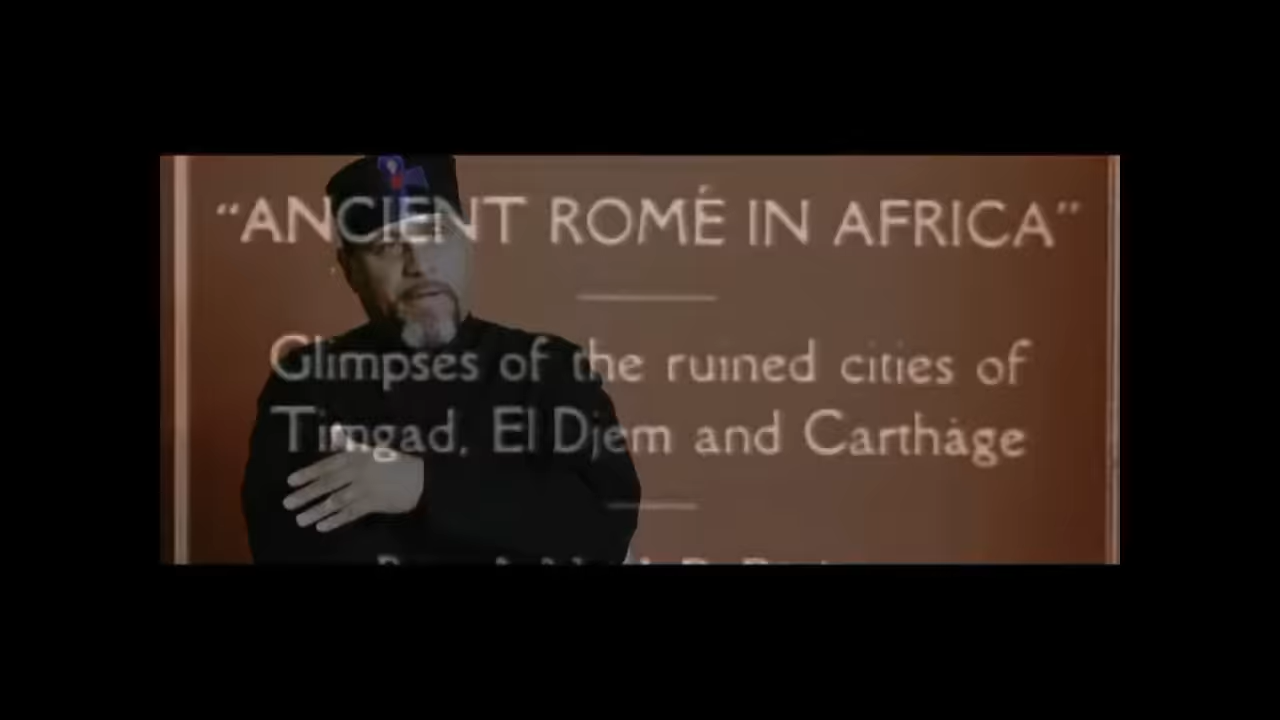 “ANCIENT ROME IN AFRICA”
Glimpses of the ruined cities of
Timgad, El Djem and Carthage